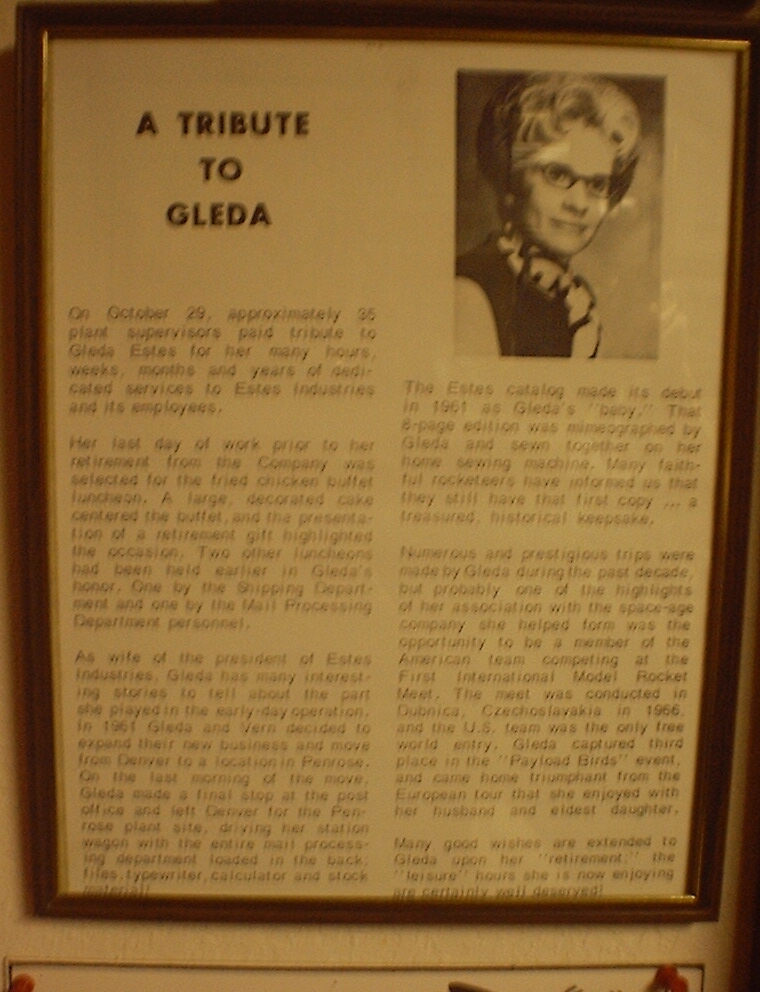 A TRIBUTE
TO
GLEDA
On October 29, approximately 35
plant supervisors paid tribute to
Gleda Estes for her many hours,
weeks, months and years of dedi-
cated services to Estes Industries
and its employees.
Her last day of work prior to her
retirement from the Company was
selected for the fried chicken buffet
luncheon. A large, decorated cake
centered the buffet, and the presenta-
tion of a retirement gift highlighted
the occasion. Two other luncheons
had been held earlier in Gleda's
honor. One by the Shipping Depart-
ment and one by the Mail Processing
Department personnel.
As wife of the president of Estes
Industries, Gleda has many interest-
ing stories to tell about the part
she played in the early-day operation.
In 1961 Gleda and Vern decided to
expand their new business and move
from Denver to a location in Penrose.
On the last morning of the move,
Gleda made a final stop at the post
office and left Denver for the Pen-
rose plant site, driving her station
wagon with the entire mail process-
ing department loaded in the back:
files, typewriter, calculator and stock
material!
The Estes catalog made its debut
in 1961 as Gleda's "baby." That
8-page edition was mimeographed by
Gleda and sewn together on her
home sewing machine. Many faith-
ful rocketeers have informed us that
they still have that first copy ... a
treasured, historical keepsake.
Numerous and prestigious trips were
made by Gleda during the past decade,
but probably one of the highlights
of her association with the space-age
company she helped form was the
opportunity to be a member of the
American team competing at the
First International Model Rocket
Meet. The meet was conducted in
Dubnica, Czechoslavakia in 1966,
and the U.S. team was the only free
world entry. Gleda captured third
place in the "Payload Birds" event,
and came home triumphant from the
European tour that she enjoyed with
her husband and eldest daughter.
Many good wishes are extended to
Gleda upon her "retirement;" the
"leisure" hours she is now enjoying
are certainly well deserved!